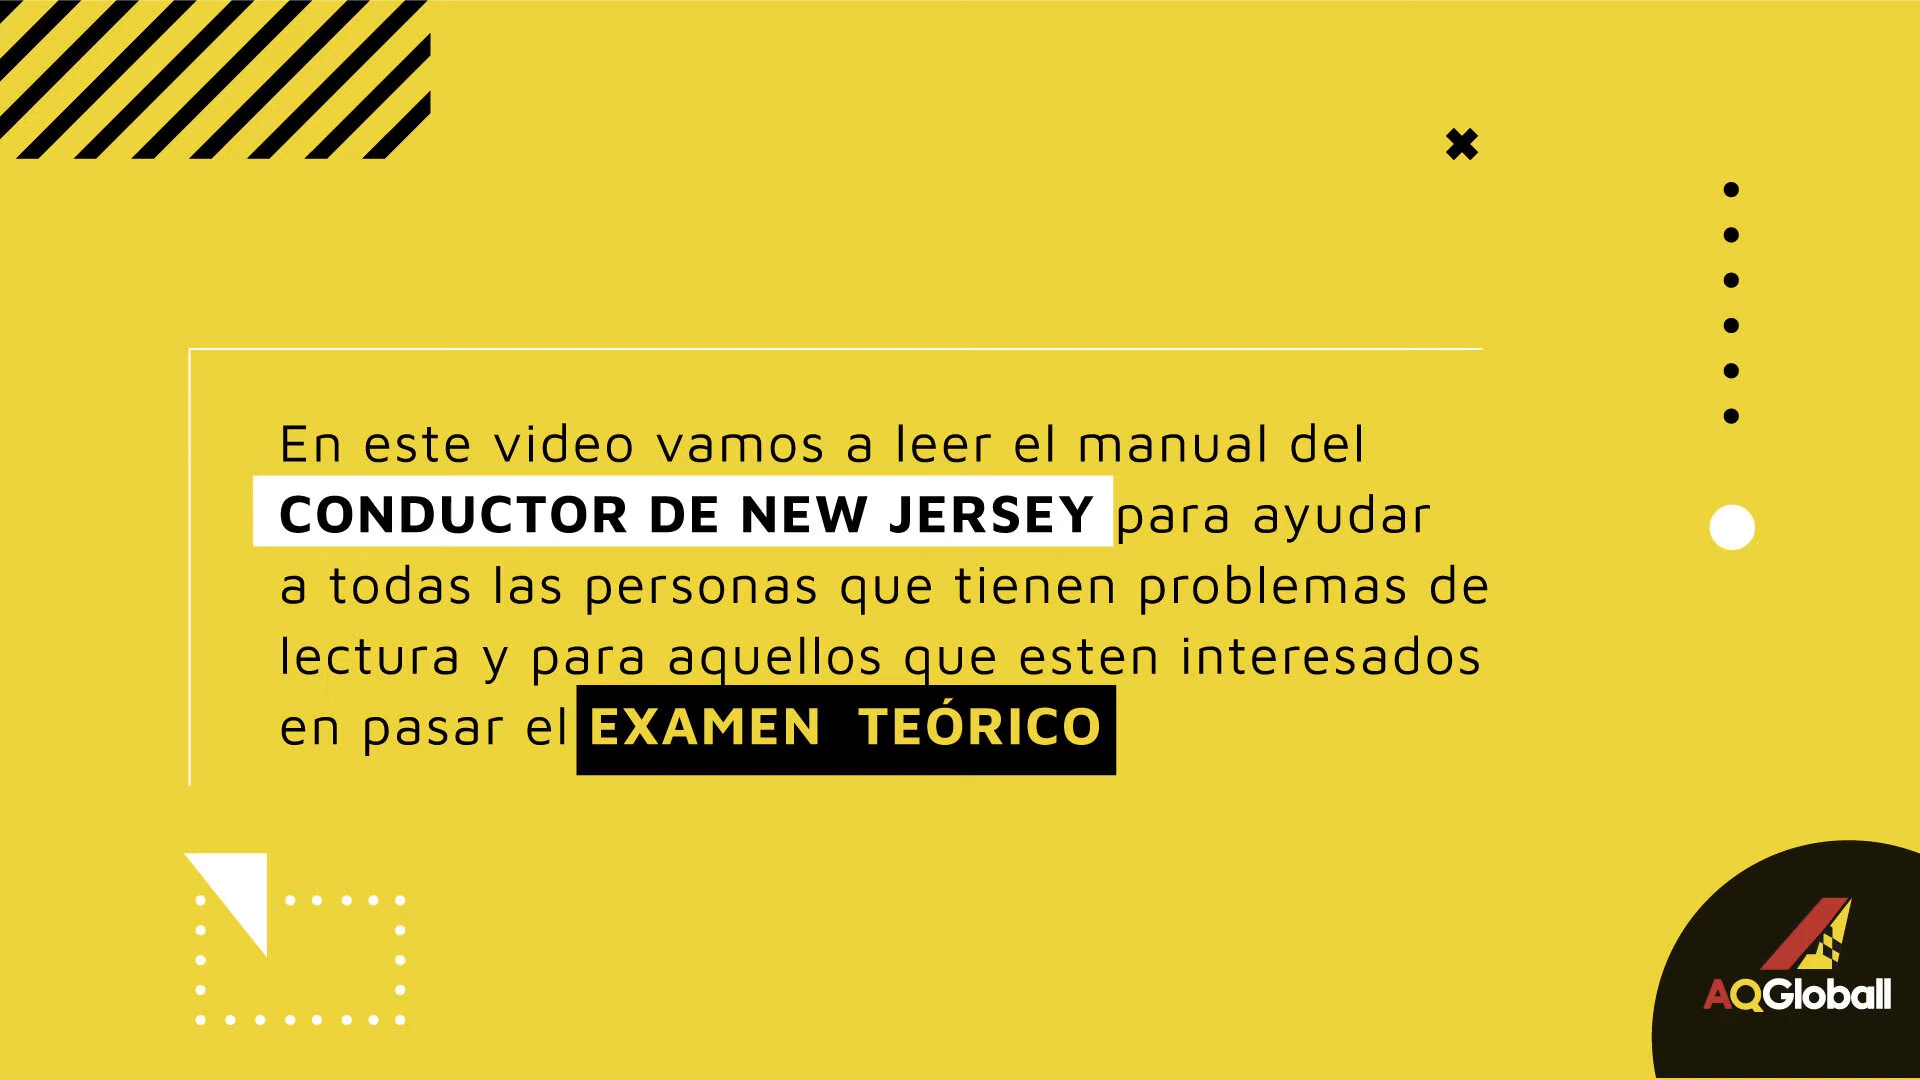 En este video vamos a leer el manual del
CONDUCTOR DE NEW JERSEY para ayudar
a todas las personas que tienen problemas de
lectura y para aquellos que esten interesados
en pasar el EXAMEN TEÓRICO
AQGloball